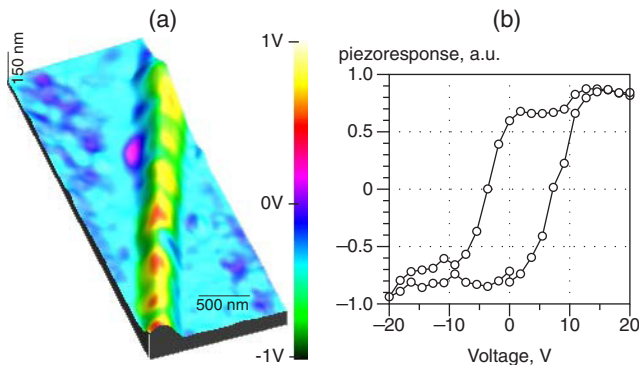 (a)
150 nm
500 nm
1V
0V
-1V
(b)
piezoresponse, a.u.
1.0
0.5
0
−0.5
−1.0
−20 −10 0 10 20
Voltage, V